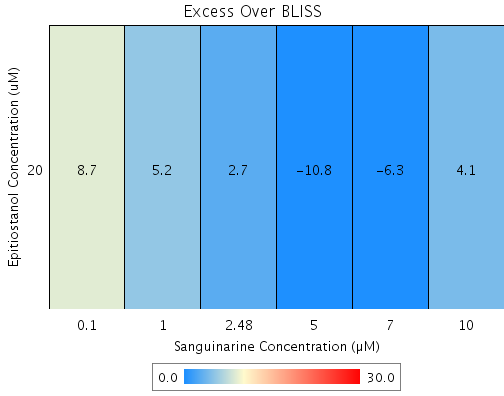 Excess Over BLISS
Epitiostanol Concentration (uM)
20
8.7 5.2 2.7 −10.8 −6.3 4.1
0.1 1 2.48 5 7 10
Sanguinarine Concentration (μM)
0.0 30.0